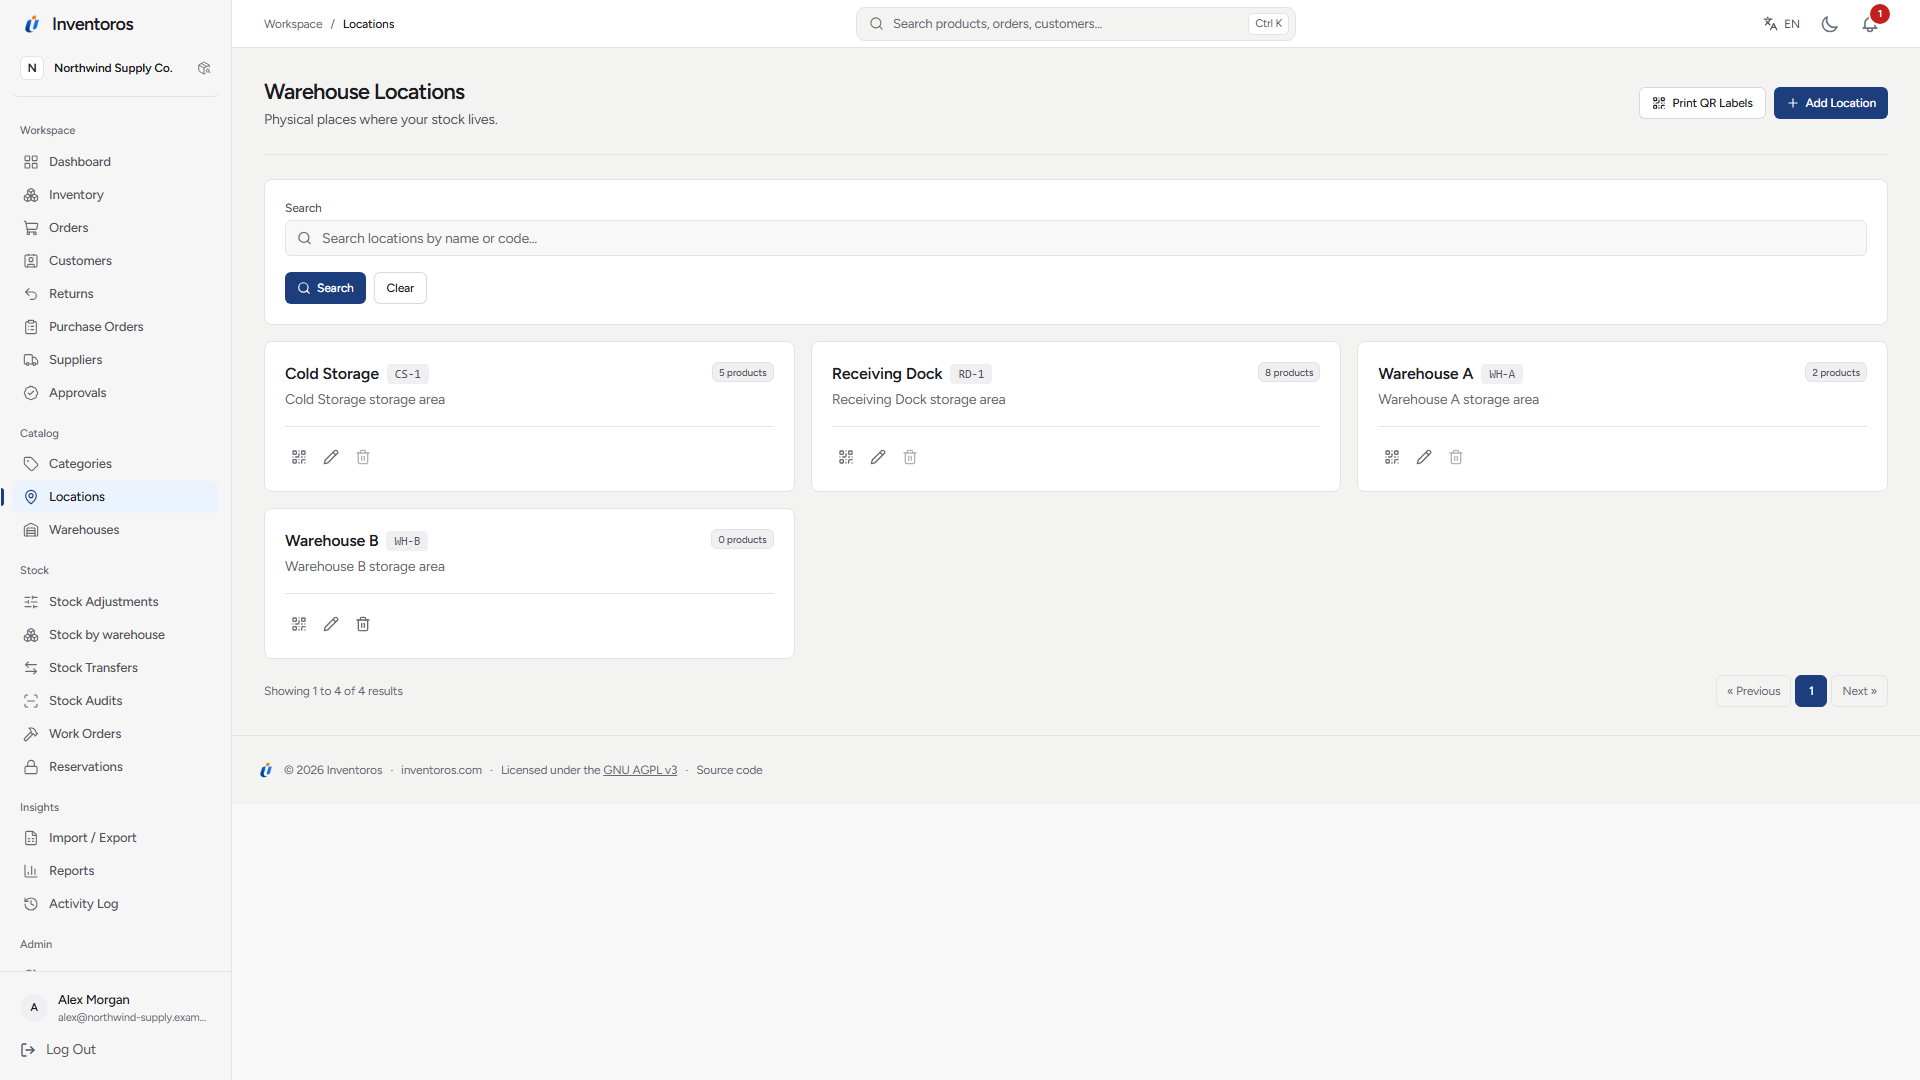 Inventoros
N Northwind Supply Co.
Workspace
Dashboard
Inventory
Orders
Customers
Returns
Purchase Orders
Suppliers
Approvals
Catalog
Categories
Locations
Warehouses
Stock
Stock Adjustments
Stock by warehouse
Stock Transfers
Stock Audits
Work Orders
Reservations
Insights
Import / Export
Reports
Activity Log
Admin
A
Alex Morgan
alex@northwind-supply.exam...
Log Out
Workspace / Locations
Search products, orders, customers... Ctrl K
EN
1
Warehouse Locations
Physical places where your stock lives.
Print QR Labels
Add Location
Search
Search locations by name or code...
Search Clear
Cold Storage CS-1 5 products
Cold Storage storage area
Receiving Dock RD-1 8 products
Receiving Dock storage area
Warehouse A WH-A 2 products
Warehouse A storage area
Warehouse B WH-B 0 products
Warehouse B storage area
Showing 1 to 4 of 4 results
« Previous 1 Next »
© 2026 Inventoros · inventoros.com · Licensed under the GNU AGPL v3 · Source code